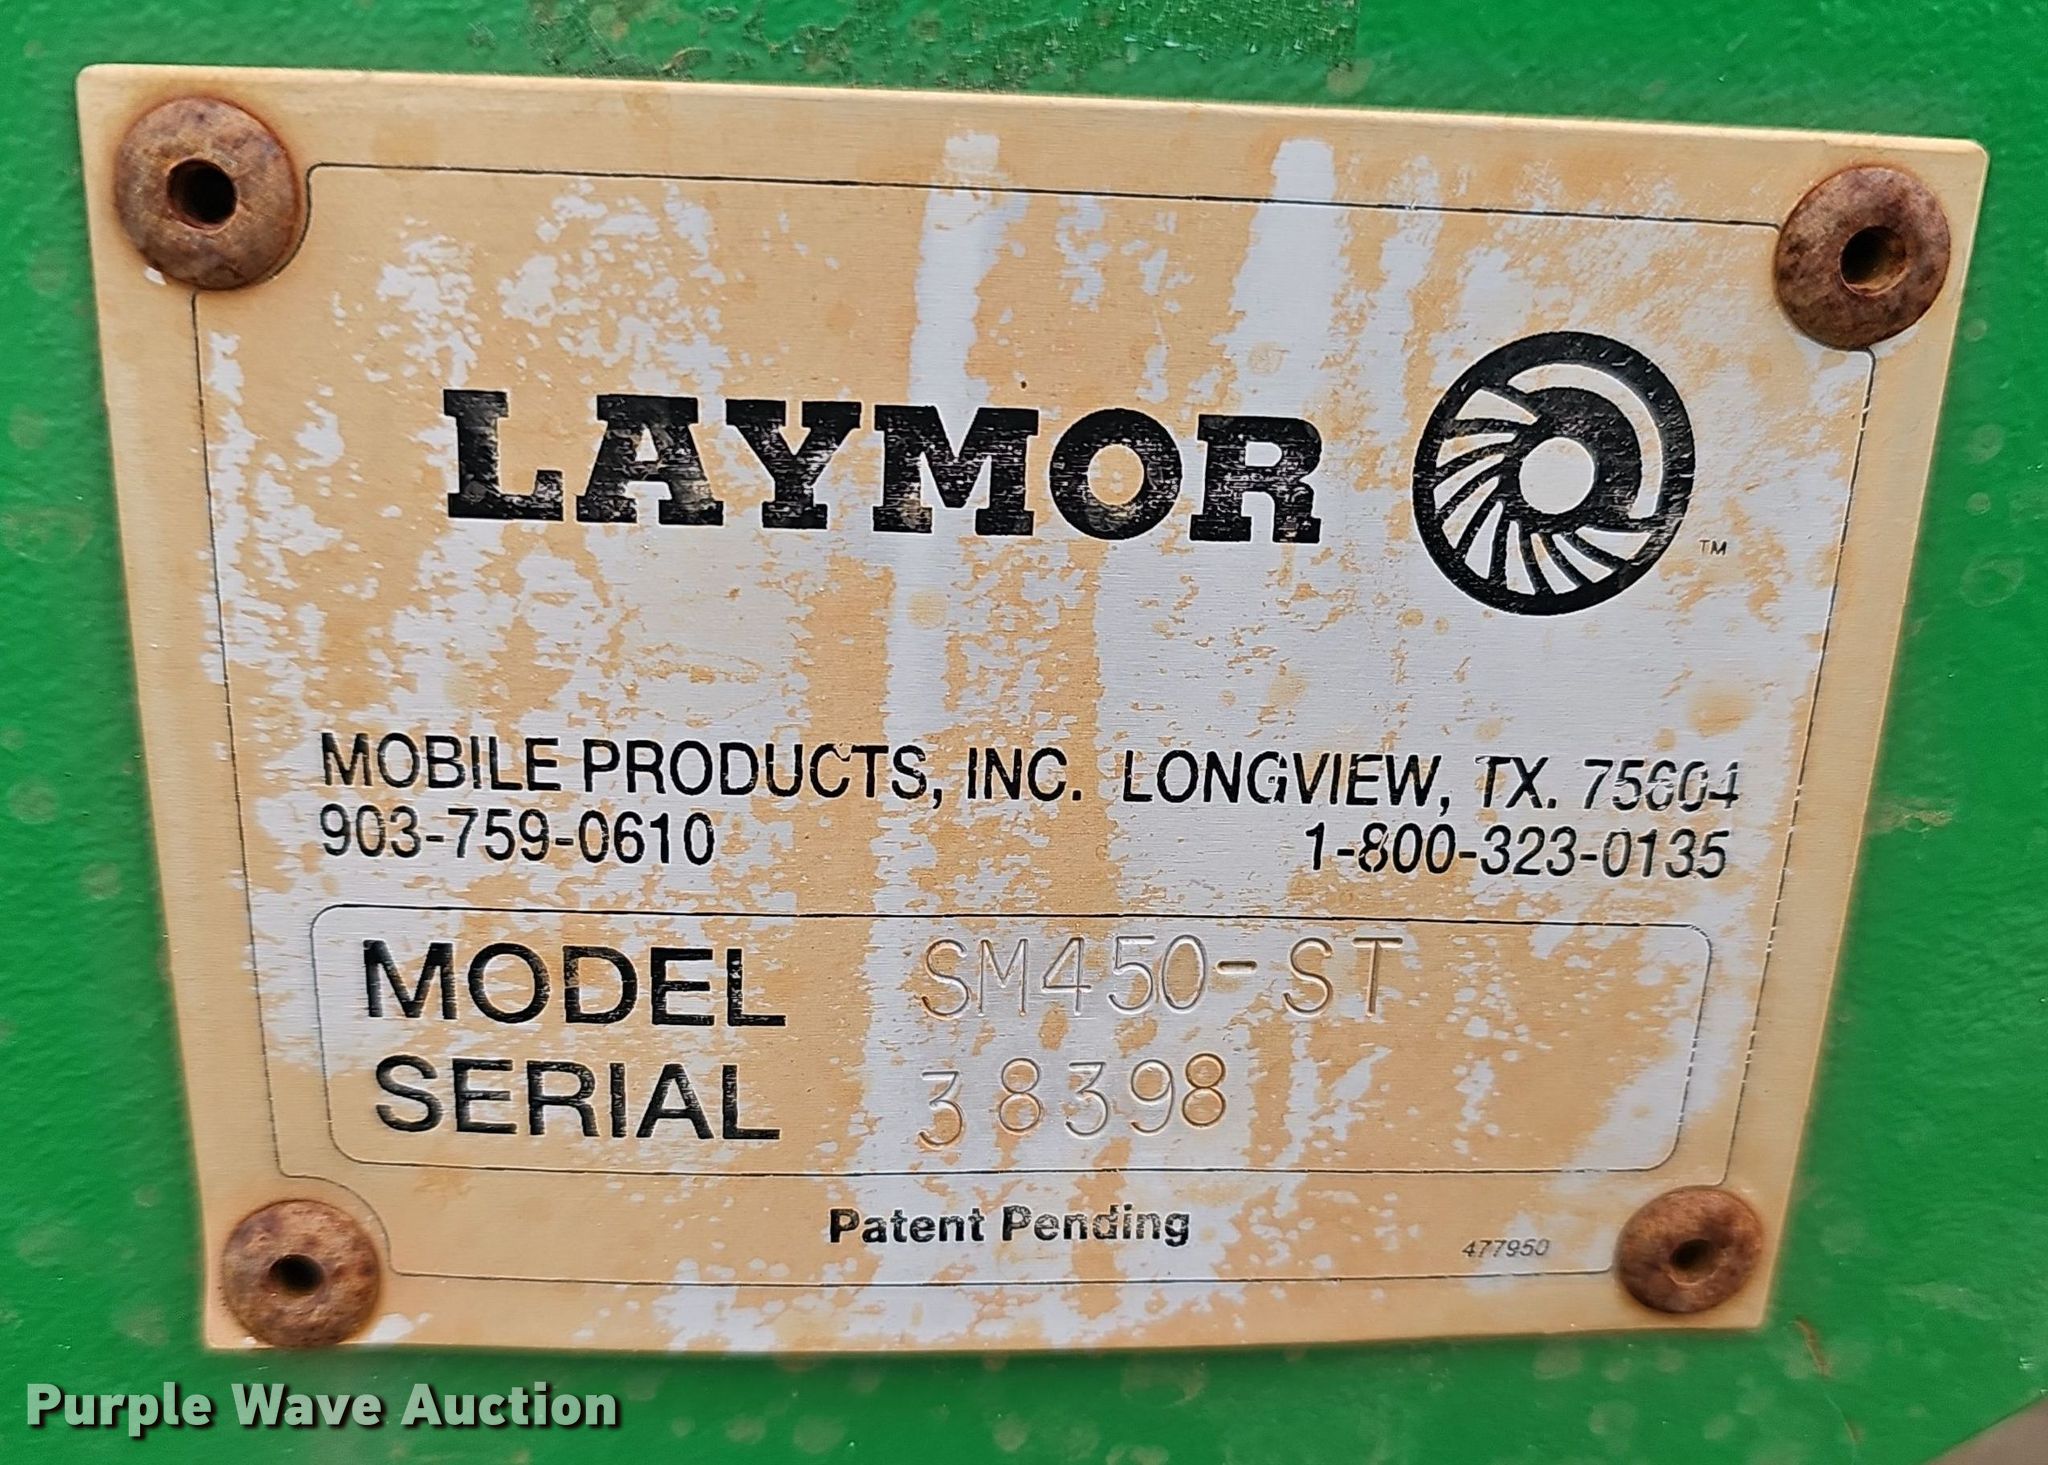 LAYMOR
TM
MOBILE PRODUCTS, INC. LONGVIEW, TX. 75604
903-759-0610 1-800-323-0135
MODEL SM450-ST
SERIAL 38398
Patent Pending
477950
Purple Wave Auction